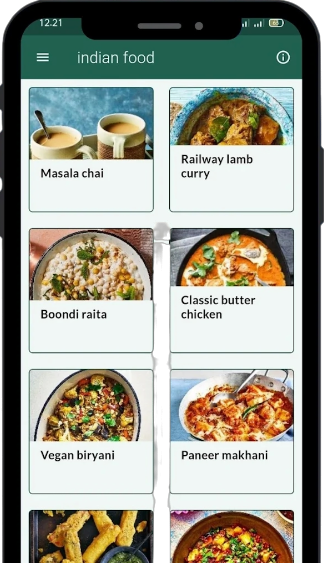 12.21
indian food
Masala chai
Railway lamb
curry
Boondi raita
Classic butter
chicken
Vegan biryani
Paneer makhani